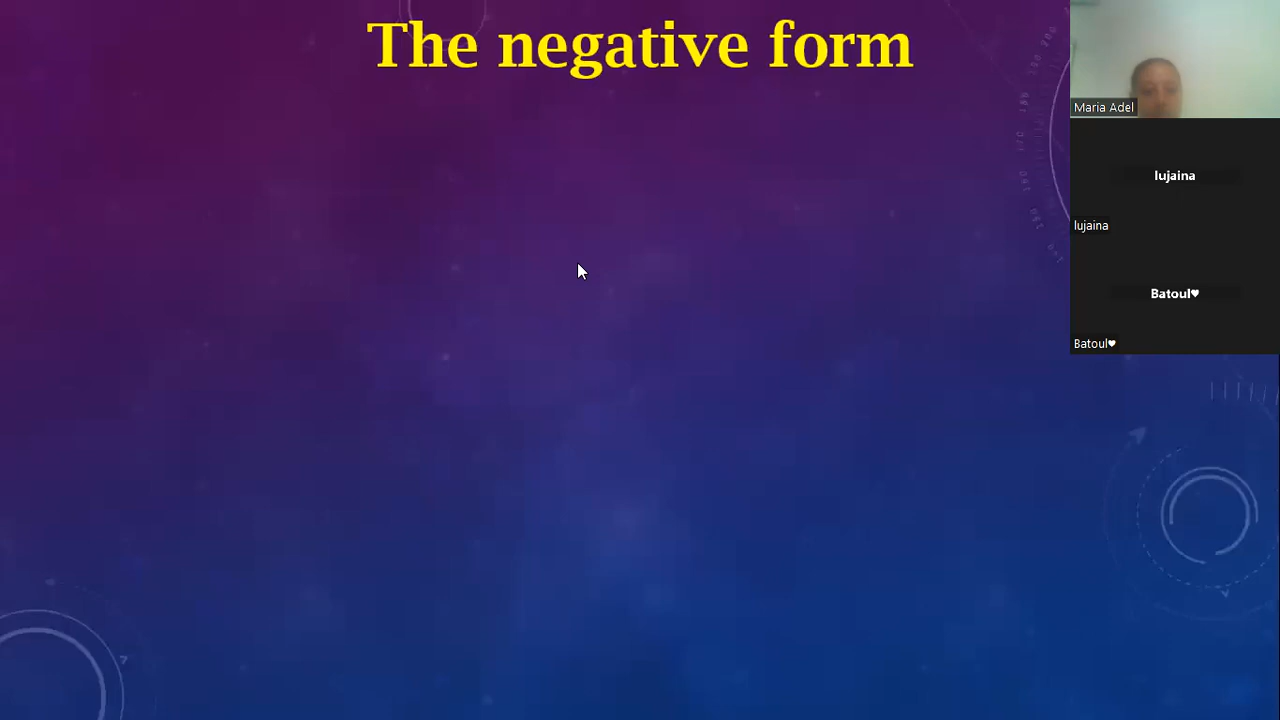 The negative form
Maria Adel
lujaina
lujaina
Batoul♥
Batoul♥